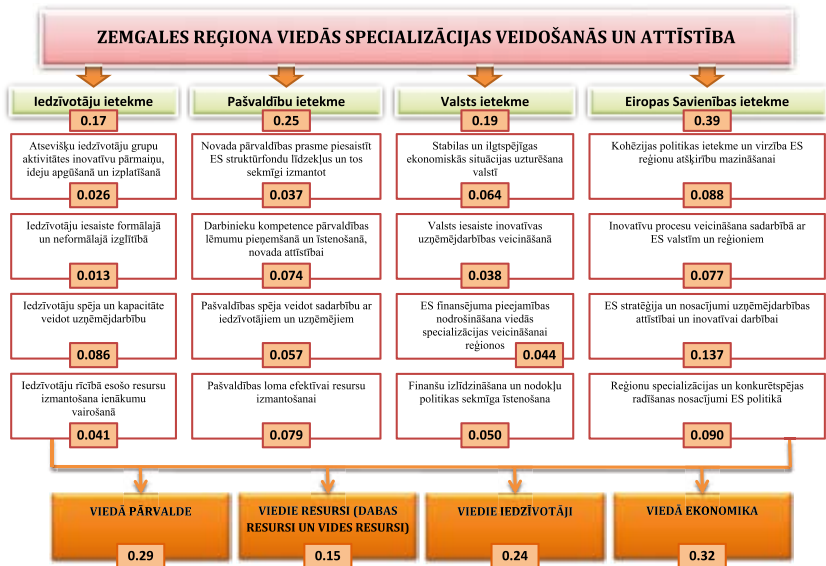 ZEMGALES REĢIONA VIEDĀS SPECIALIZĀCIJAS VEIDOŠANĀS UN ATTĪSTĪBA
Iedzīvotāju ietekme
0.17
Atsevišķu iedzīvotāju grupu
aktivitātes inovatīvu pārmaiņu,
ideju apgūšanā un izplatīšanā
0.026
Iedzīvotāju iesaiste formālajā
un neformālajā izglītībā
0.013
Iedzīvotāju spēja un kapacitāte
veidot uzņēmējdarbību
0.086
Iedzīvotāju rīcībā esošo resursu
izmantošana ienākumu
vairošanā
0.041
Pašvaldību ietekme
0.25
Novada pārvaldības prasme piesaistīt
ES struktūrfondu līdzekļus un tos
sekmīgi izmantot
0.037
Darbinieku kompetence pārvaldības
lēmumu pieņemšanā un īstenošanā,
novada attīstībai
0.074
Pašvaldības spēja veidot sadarbību ar
iedzīvotājiem un uzņēmējiem
0.057
Pašvaldības loma efektīvai resursu
izmantošanai
0.079
Valsts ietekme
0.19
Stabilas un ilgtspējīgas
ekonomiskās situācijas uzturēšana
valstī
0.064
Valsts iesaiste inovatīvas
uzņēmējdarbības veicināšanā
0.038
ES finansējuma pieejamības
nodrošināšana viedās
specializācijas veicināšanai
reģionos
0.044
Finanšu izlīdzināšana un nodokļu
politikas sekmīga īstenošana
0.050
Eiropas Savienības ietekme
0.39
Kohēzijas politikas ietekme un virzība ES
reģionu atšķirību mazināšanai
0.088
Inovatīvu procesu veicināšana sadarbībā ar
ES valstīm un reģioniem
0.077
ES stratēģija un nosacījumi uzņēmējdarbības
attīstībai un inovatīvai darbībai
0.137
Reģionu specializācijas un konkurētspējas
radīšanas nosacījumi ES politikā
0.090
VIEDĀ PĀRVALDE
0.29
VIEDIE RESURSI (DABAS
RESURSI UN VIDES RESURSI)
0.15
VIEDIE IEDZĪVOTĀJI
0.24
VIEDĀ EKONOMIKA
0.32